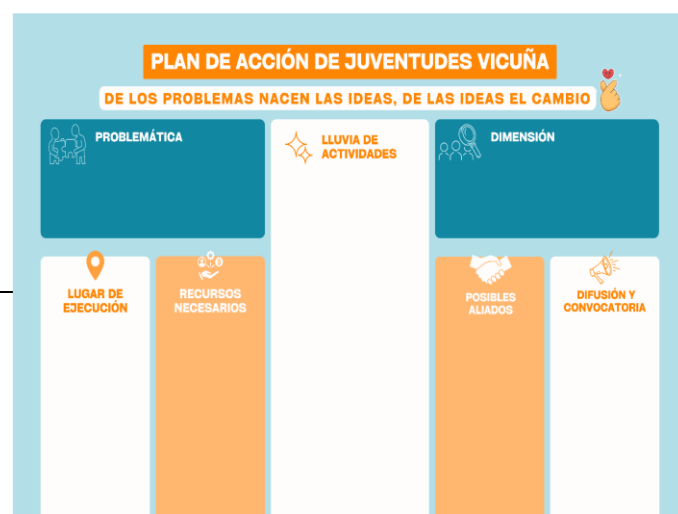 PLAN DE ACCIÓN DE JUVENTUDES VICUÑA
DE LOS PROBLEMAS NACEN LAS IDEAS, DE LAS IDEAS EL CAMBIO
PROBLEMÁTICA
LLUVIA DE
ACTIVIDADES
DIMENSIÓN
LUGAR DE
EJECUCIÓN
RECURSOS
NECESARIOS
POSIBLES
ALIADOS
DIFUSIÓN Y
CONVOCATORIA